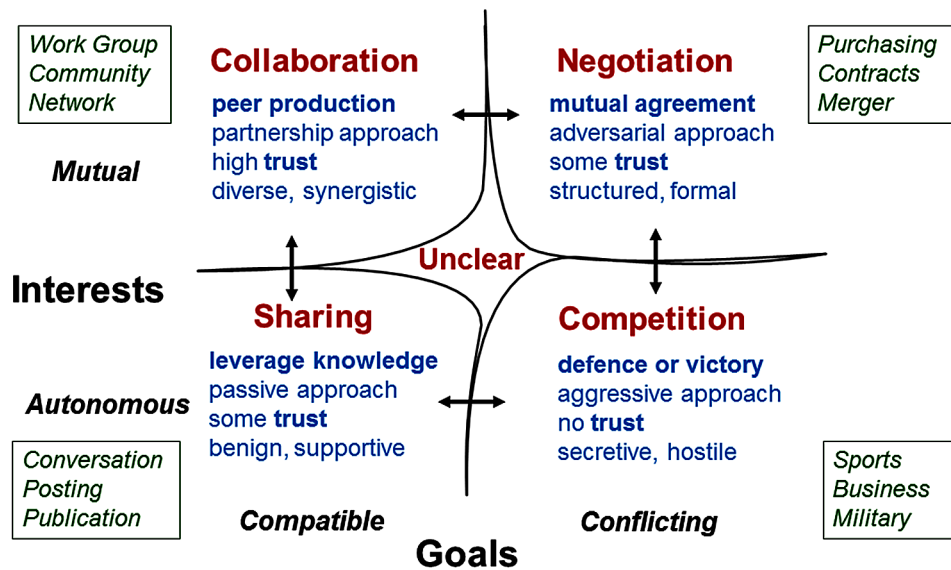 Work Group
Community
Network
Collaboration
peer production
partnership approach
high trust
diverse, synergistic
Negotiation
mutual agreement
adversarial approach
some trust
structured, formal
Purchasing
Contracts
Merger
Mutual
Interests
Unclear
Autonomous
Sharing
leverage knowledge
passive approach
some trust
benign, supportive
Competition
defence or victory
aggressive approach
no trust
secretive, hostile
Conversation
Posting
Publication
Sports
Business
Military
Compatible
Conflicting
Goals